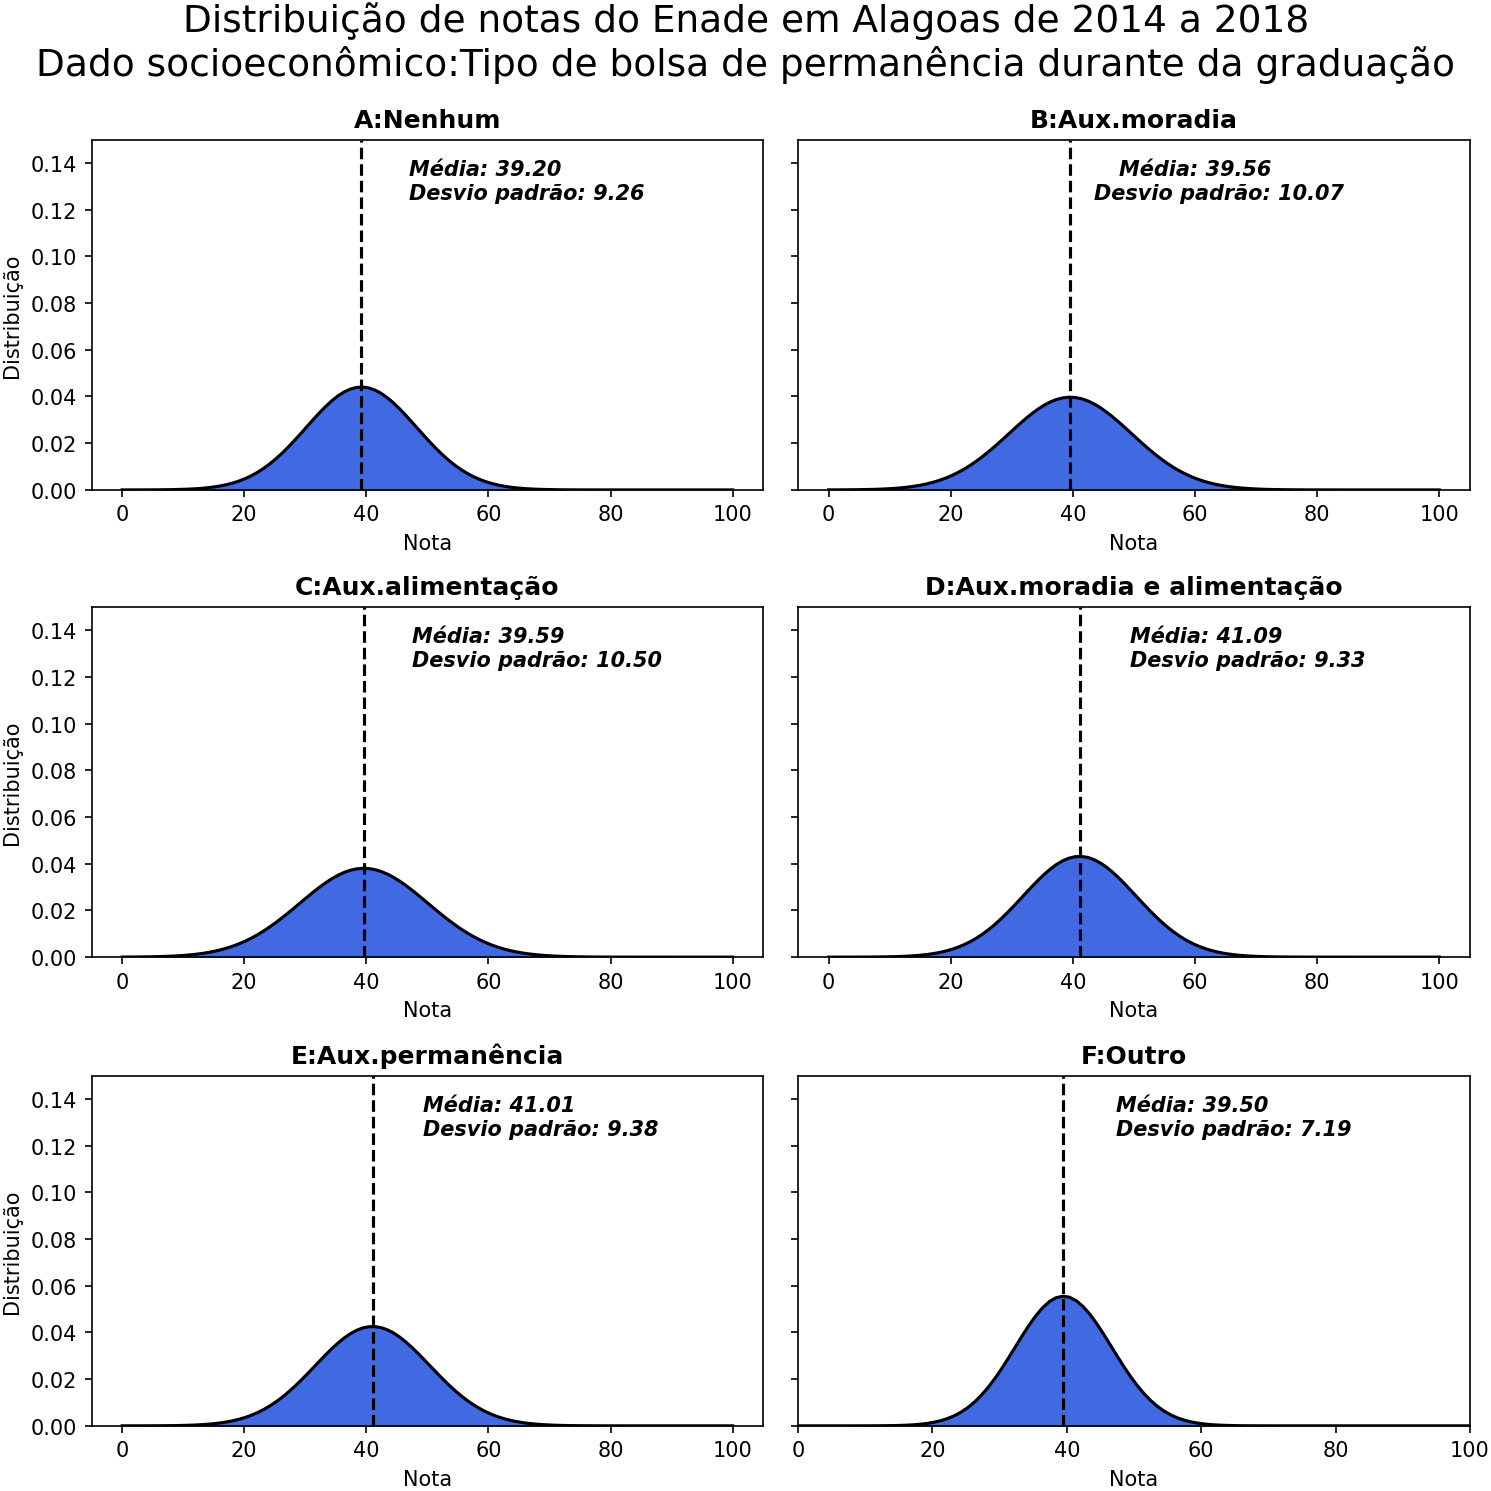 Distribuição de notas do Enade em Alagoas de 2014 a 2018
Dado socioeconômico:Tipo de bolsa de permanência durante da graduação
A:Nenhum
Média: 39.20
Desvio padrão: 9.26
0.14
0.12
0.10
0.08
0.06
0.04
0.02
0.00
Distribuição
0 20 40 60 80 100
Nota
B:Aux.moradia
Média: 39.56
Desvio padrão: 10.07
0 20 40 60 80 100
Nota
C:Aux.alimentação
Média: 39.59
Desvio padrão: 10.50
0.14
0.12
0.10
0.08
0.06
0.04
0.02
0.00
Distribuição
0 20 40 60 80 100
Nota
D:Aux.moradia e alimentação
Média: 41.09
Desvio padrão: 9.33
0 20 40 60 80 100
Nota
E:Aux.permanência
Média: 41.01
Desvio padrão: 9.38
0.14
0.12
0.10
0.08
0.06
0.04
0.02
0.00
Distribuição
0 20 40 60 80 100
Nota
F:Outro
Média: 39.50
Desvio padrão: 7.19
0 20 40 60 80 100
Nota